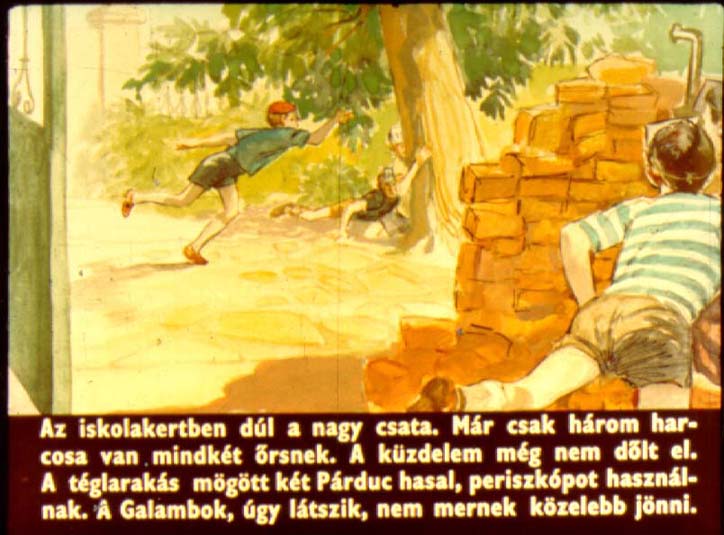 Az iskolakertben dúl a nagy csata. Már csak három har-
cosa van mindkét őrsnek. A küzdelem még nem dőlt el.
A téglarakás mögött két Párduc hasal, periszkópot használ-
nak. A Galambok, úgy látszik, nem mernek közelebb jönni.